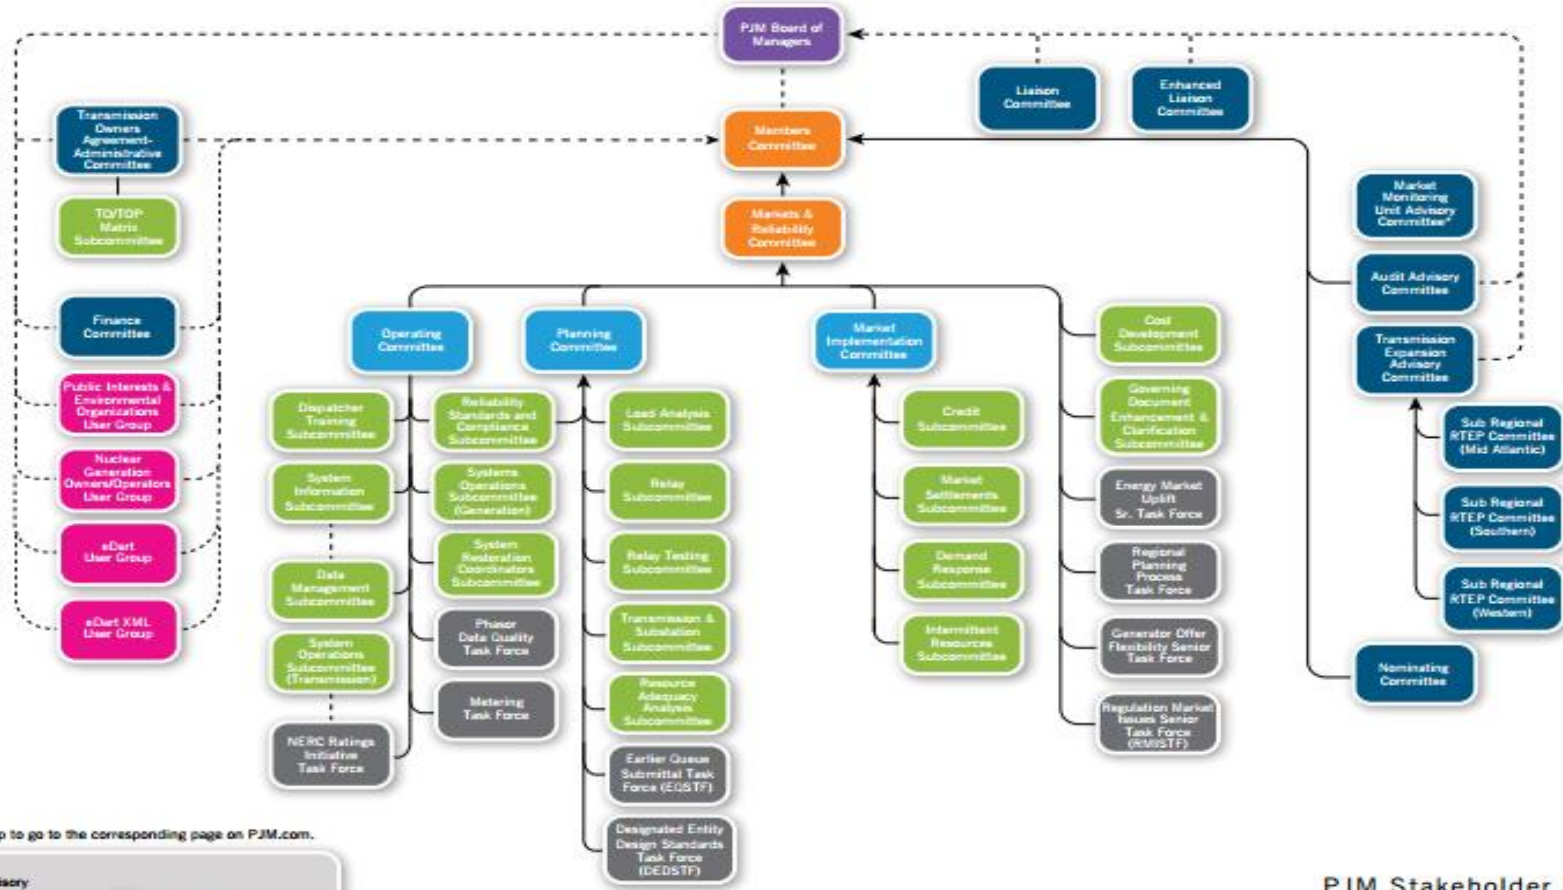 PJM Board of
Managers
Liaison
Committee
Enhanced
Liaison
Committee
Transmission
Owners
Agreement-
Administrative
Committee
Members
Committee
TO/TOP
Matrix
Subcommittee
Markets &
Reliability
Committee
Market
Monitoring
Unit Advisory
Committee*
Audit Advisory
Committee
Finance
Committee
Operating
Committee
Planning
Committee
Market
Implementation
Committee
Cost
Development
Subcommittee
Transmission
Expansion
Advisory
Committee
Public Interests &
Environmental
Organizations
User Group
Dispatcher
Training
Subcommittee
Reliability
Standards and
Compliance
Subcommittee
Load Analysis
Subcommittee
Credit
Subcommittee
Governing
Document
Enhancement &
Clarification
Subcommittee
Sub Regional
RTEP Committee
(Mid Atlantic)
Nuclear
Generation
Owners/Operators
User Group
System
Information
Subcommittee
Systems
Operations
Subcommittee
(Generation)
Relay
Subcommittee
Market
Settlements
Subcommittee
Energy Market
Uplift
Sr. Task Force
Sub Regional
RTEP Committee
(Southern)
eDart
User Group
Data
Management
Subcommittee
System
Restoration
Coordinators
Subcommittee
Relay Testing
Subcommittee
Demand
Response
Subcommittee
Regional
Planning
Process
Task Force
Sub Regional
RTEP Committee
(Western)
eDart XML
User Group
System
Operations
Subcommittee
(Transmission)
Phasor
Data Quality
Task Force
Transmission &
Substation
Subcommittee
Intermittent
Resources
Subcommittee
Generator Offer
Flexibility Senior
Task Force
Nominating
Committee
NERC Ratings
Initiative
Task Force
Metering
Task Force
Resource
Adequacy
Analysis
Subcommittee
Regulation Market
Issues Senior
Task Force
(RMISTF)
Earlier Queue
Submittal Task
Force (EQSTF)
Designated Entity
Design Standards
Task Force
(DEDSTF)
p to go to the corresponding page on PJM.com.
isory
PJM Stakeholder